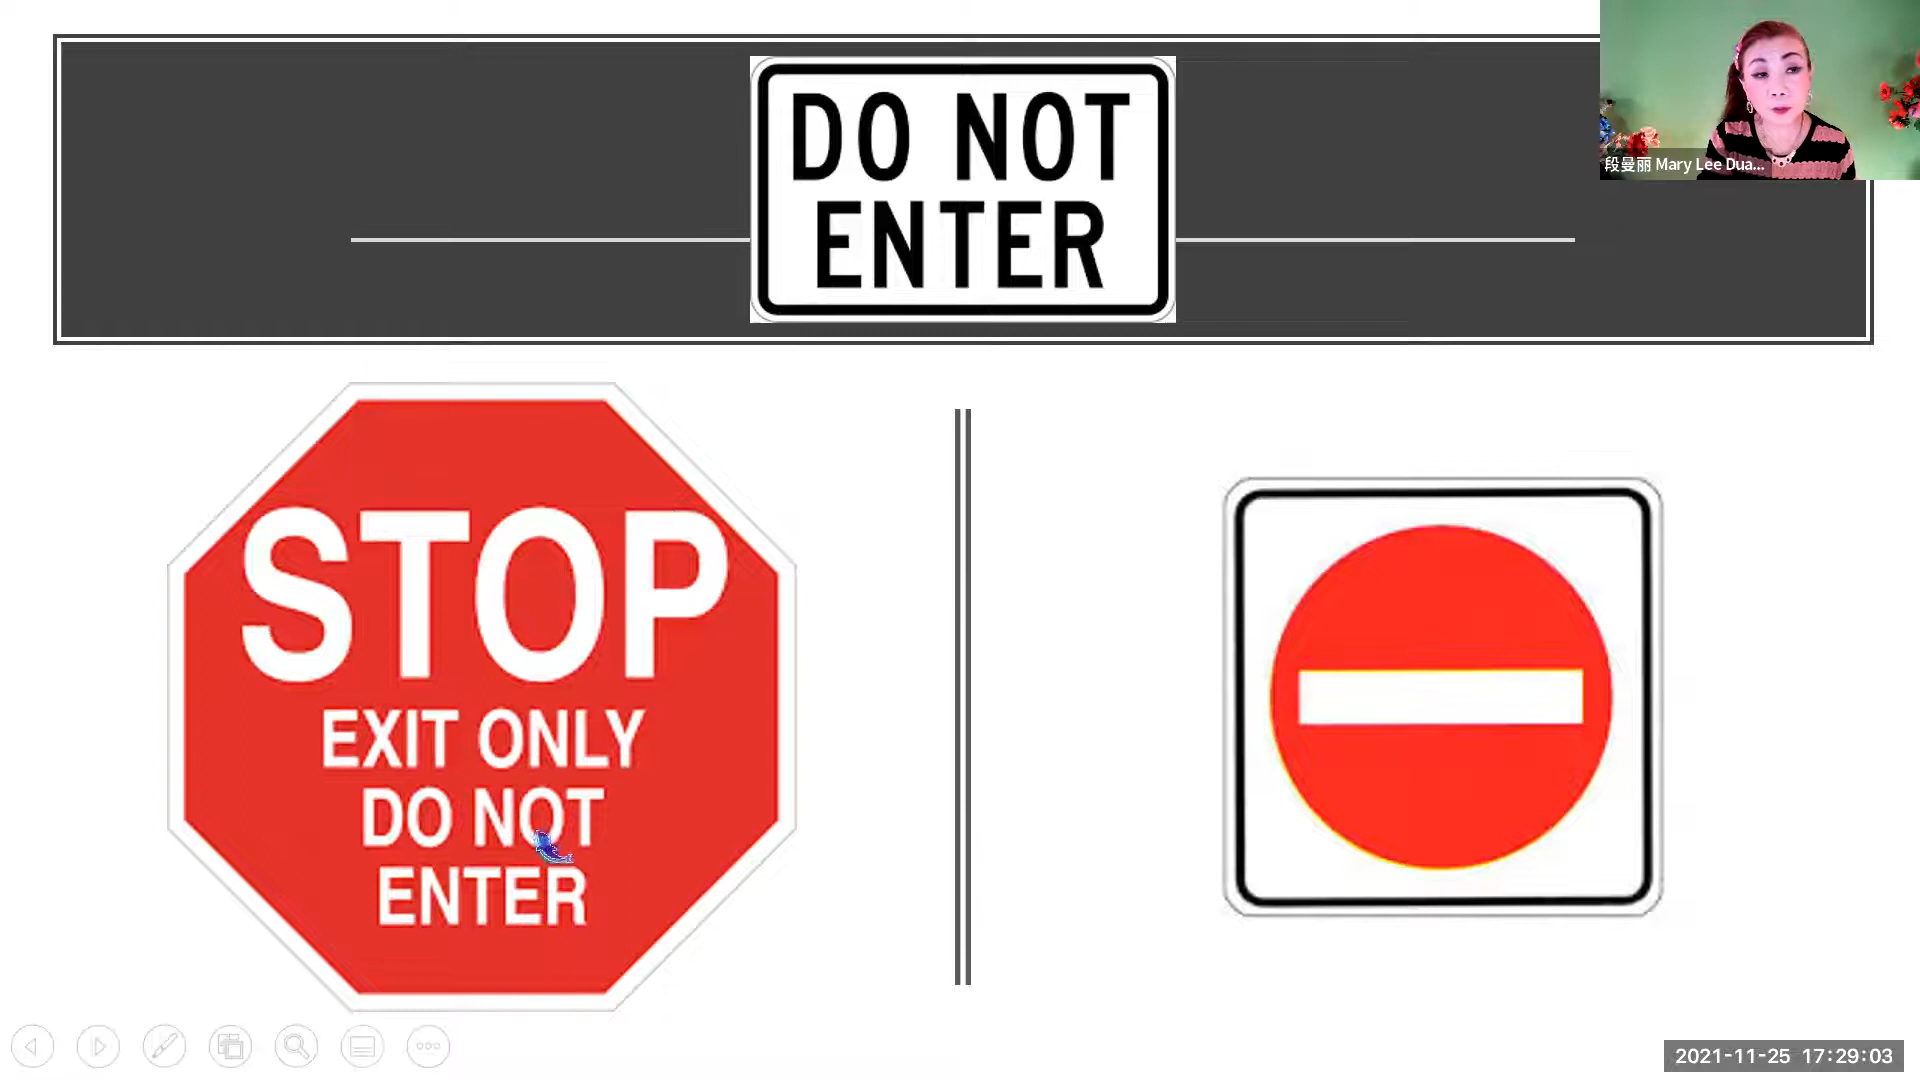 DO NOT
ENTER
段曼丽 Mary Lee Dua...
STOP
EXIT ONLY
DO NOT
ENTER
2021-11-25 17:29:03